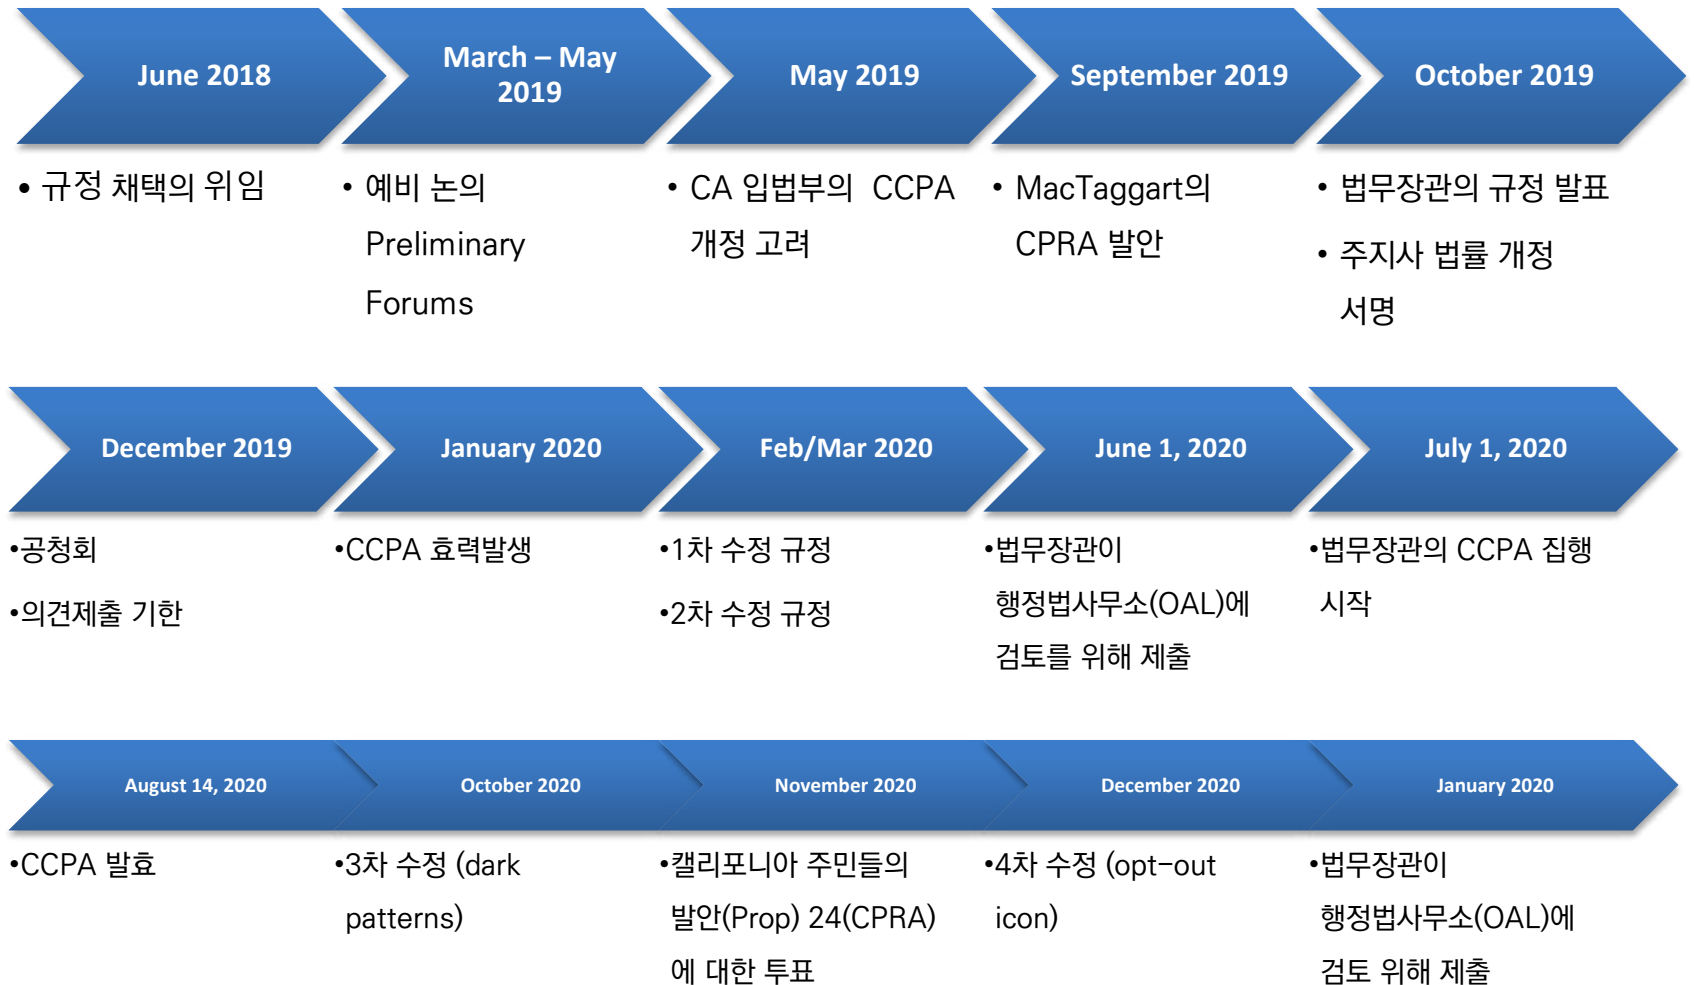 June 2018
March – May
2019
May 2019
September 2019
October 2019
• 규정 채택의 위임
• 예비 논의
Preliminary
Forums
• CA 입법부의 CCPA
개정 고려
• MacTaggart의
CPRA 발안
• 법무장관의 규정 발표
• 주지사 법률 개정
서명
December 2019
January 2020
Feb/Mar 2020
June 1, 2020
July 1, 2020
•공청회
•의견제출 기한
•CCPA 효력발생
•1차 수정 규정
•2차 수정 규정
•법무장관이
행정법사무소(OAL)에
검토를 위해 제출
•법무장관의 CCPA 집행
시작
August 14, 2020
October 2020
November 2020
December 2020
January 2020
•CCPA 발효
•3차 수정 (dark
patterns)
•캘리포니아 주민들의
발안(Prop) 24(CPRA)
에 대한 투표
•4차 수정 (opt-out
icon)
•법무장관이
행정법사무소(OAL)에
검토 위해 제출